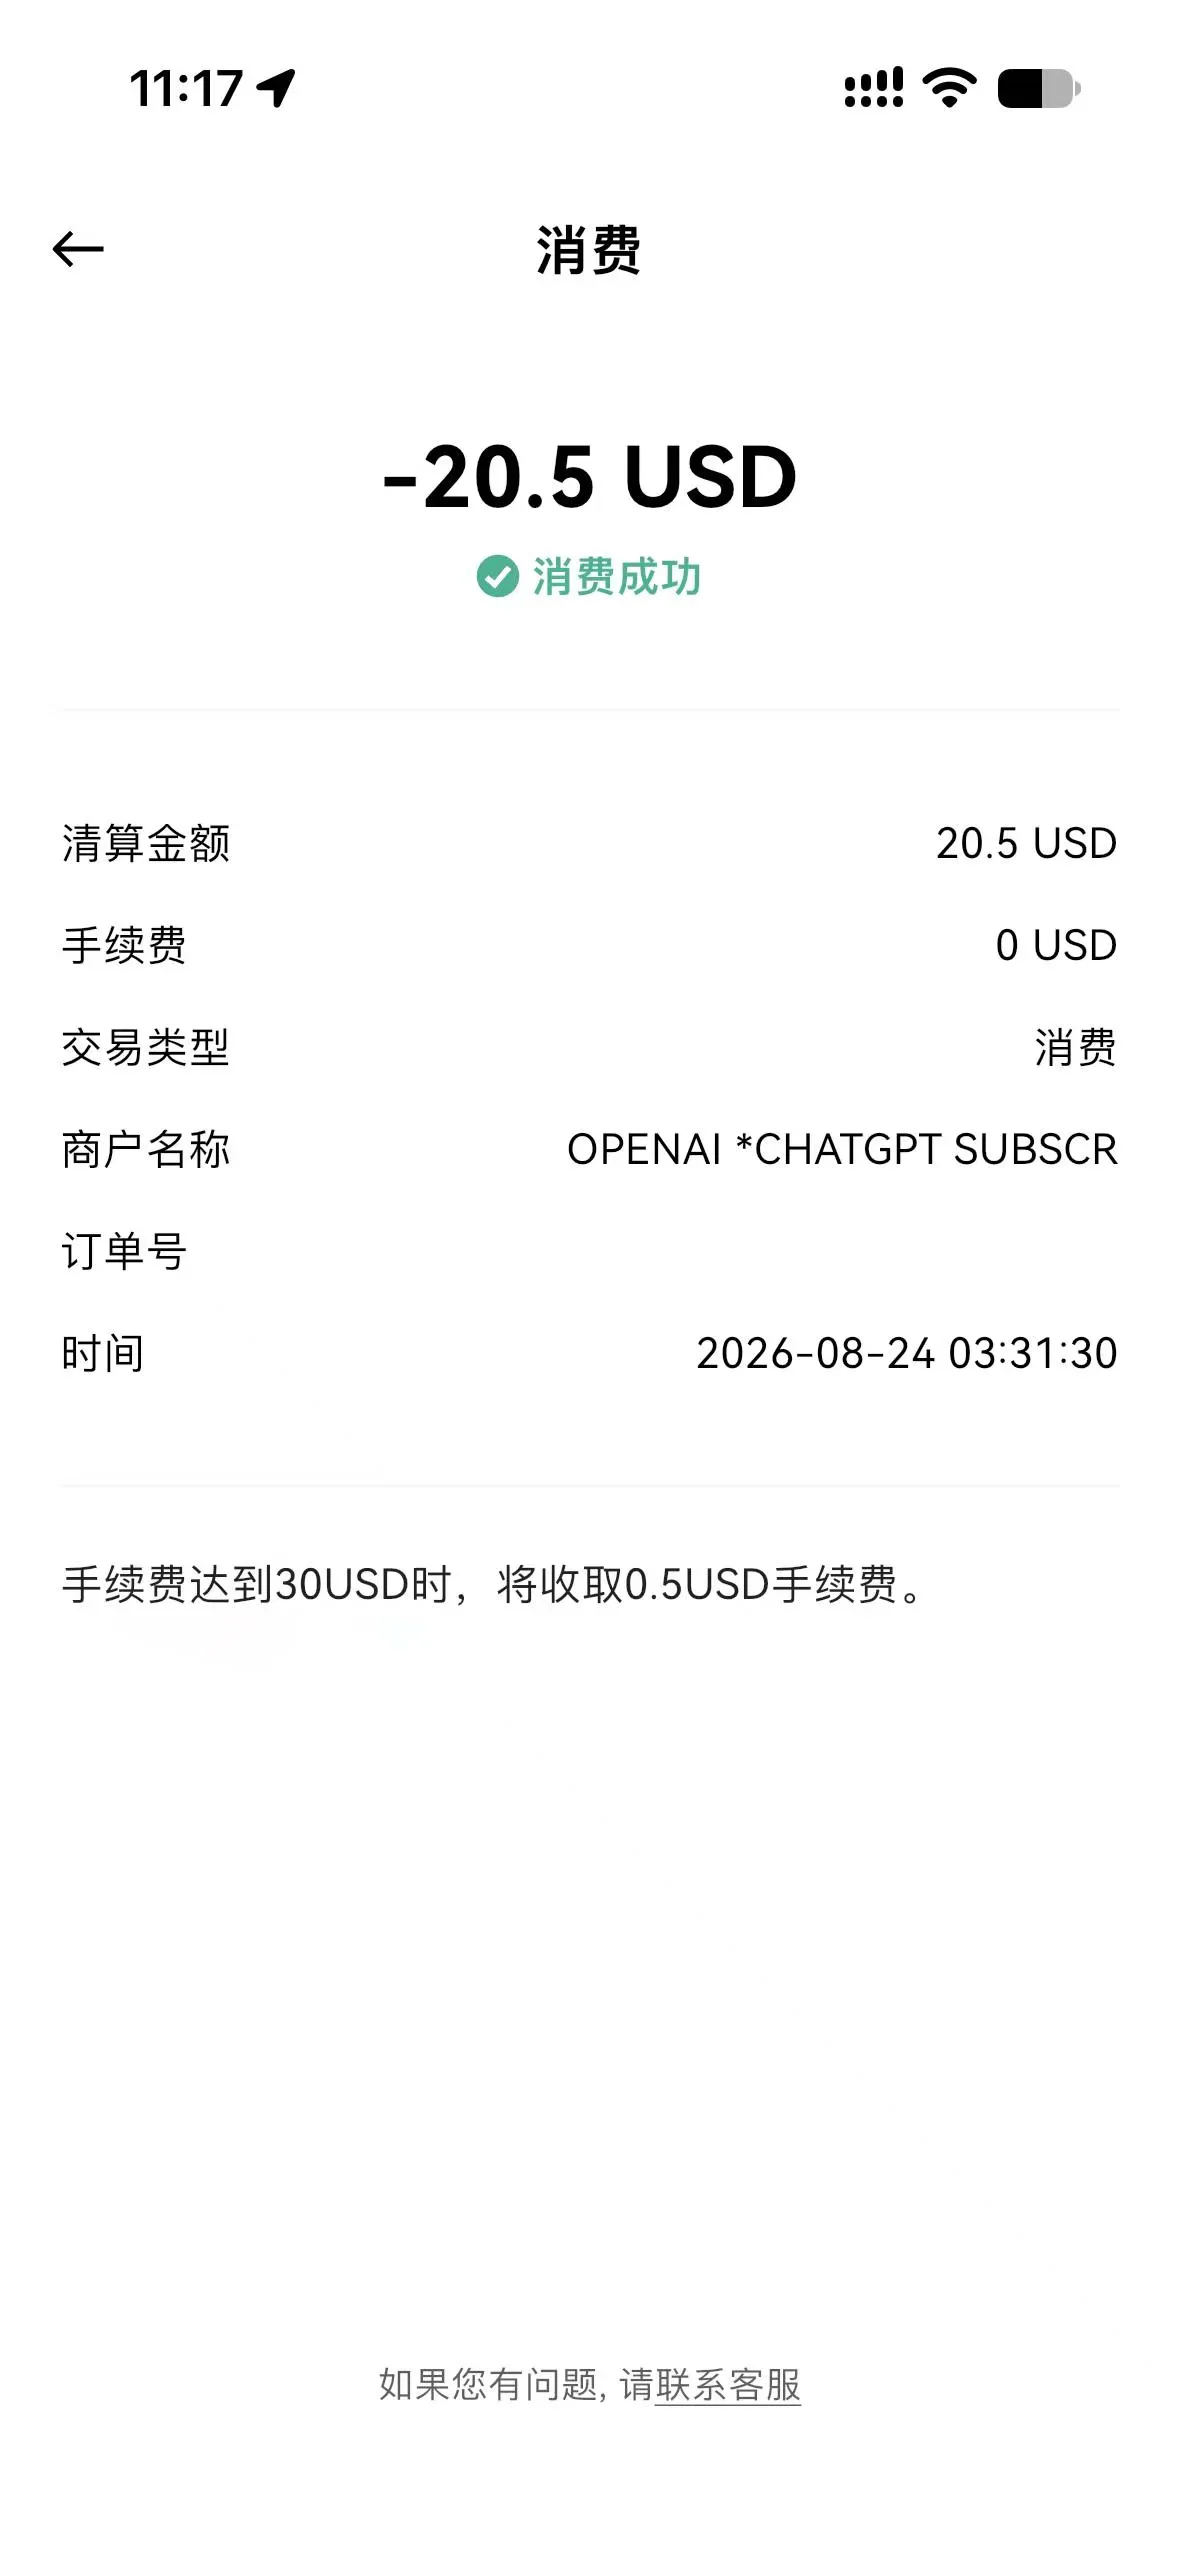 11:17
消费
-20.5 USD
消费成功
清算金额 20.5 USD
手续费 0 USD
交易类型 消费
商户名称 OPENAI *CHATGPT SUBSCR
订单号
时间 2026-08-24 03:31:30
手续费达到30USD时，将收取0.5USD手续费。
如果您有问题, 请联系客服